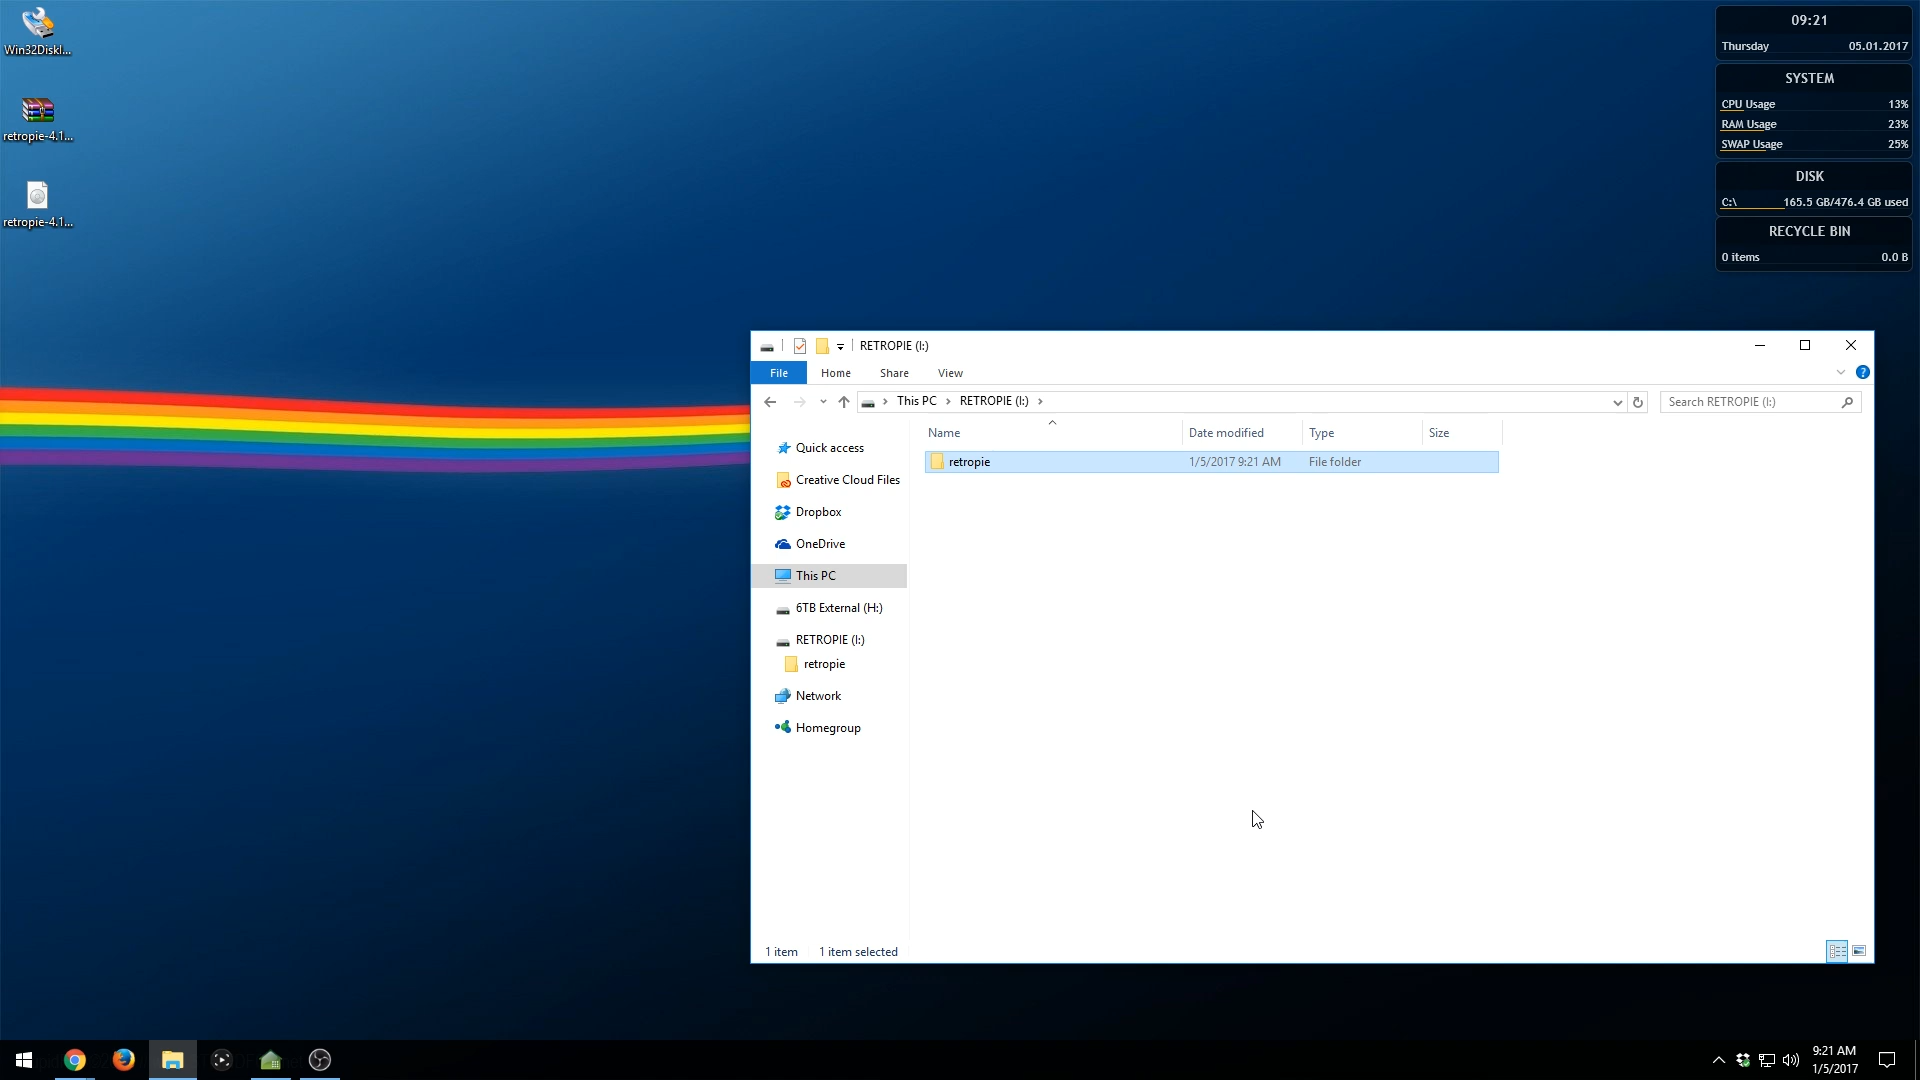 Win32DiskI...
retropie-4.1...
retropie-4.1...
09:21
Thursday 05.01.2017
SYSTEM
CPU Usage 13%
RAM Usage 23%
SWAP Usage 25%
DISK
C:\ 165.5 GB/476.4 GB used
RECYCLE BIN
0 items 0.0 B
RETROPIE (I:)
File Home Share View
This PC RETROPIE (I:) Search RETROPIE (I:)
Name Date modified Type Size
retropie 1/5/2017 9:21 AM File folder
Quick access
Creative Cloud Files
Dropbox
OneDrive
This PC
6TB External (H:)
RETROPIE (I:)
retropie
Network
Homegroup
1 item 1 item selected
9:21 AM
1/5/2017